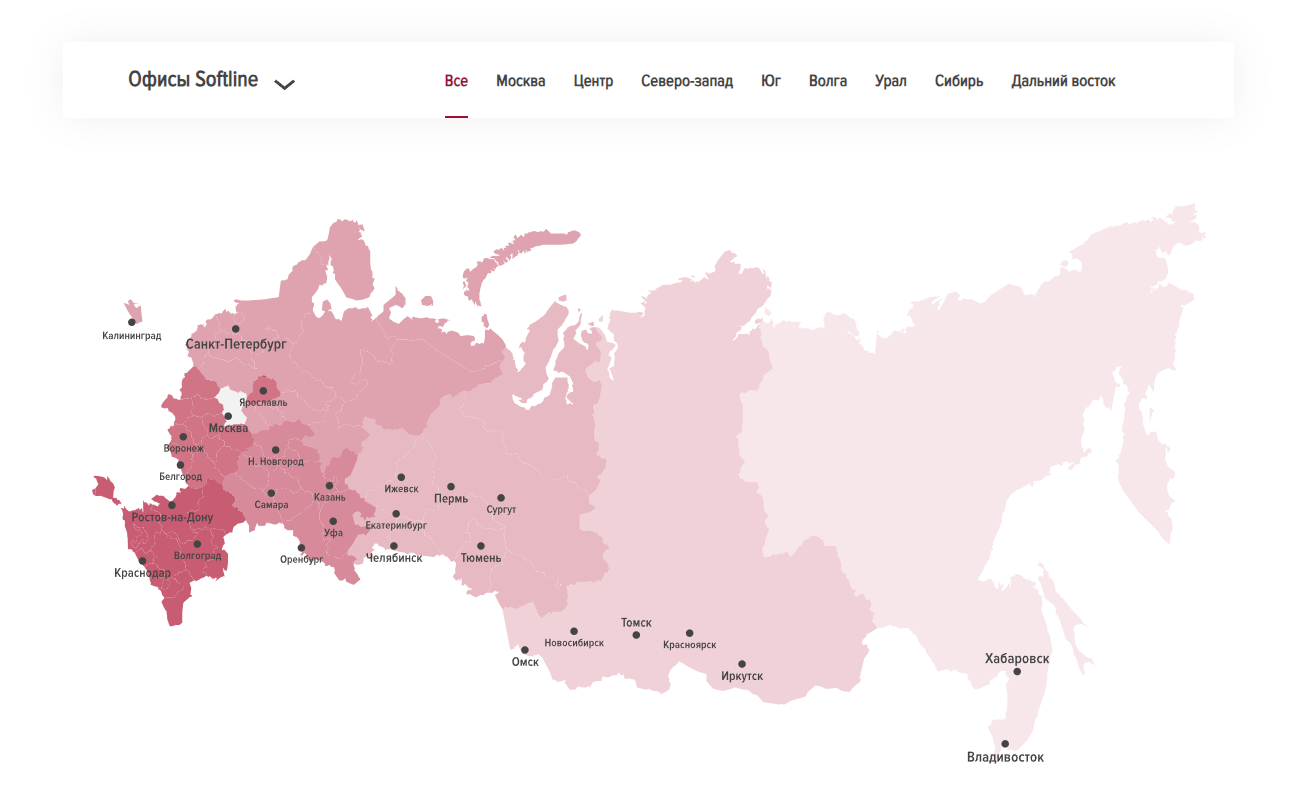 Офисы Softline
Все
Москва
Центр
Северо-запад
Юг
Волга
Урал
Сибирь
Дальний восток
Калининград
Санкт-Петербург
Ярославль
Москва
Воронеж
Н. Новгород
Белгород
Ижевск
Казань
Пермь
Самара
Сургут
Ростов-на-Дону
Екатеринбург
Уфа
Волгоград
Оренбург
Челябинск
Тюмень
Краснодар
Томск
Новосибирск
Красноярск
Омск
Иркутск
Хабаровск
Владивосток